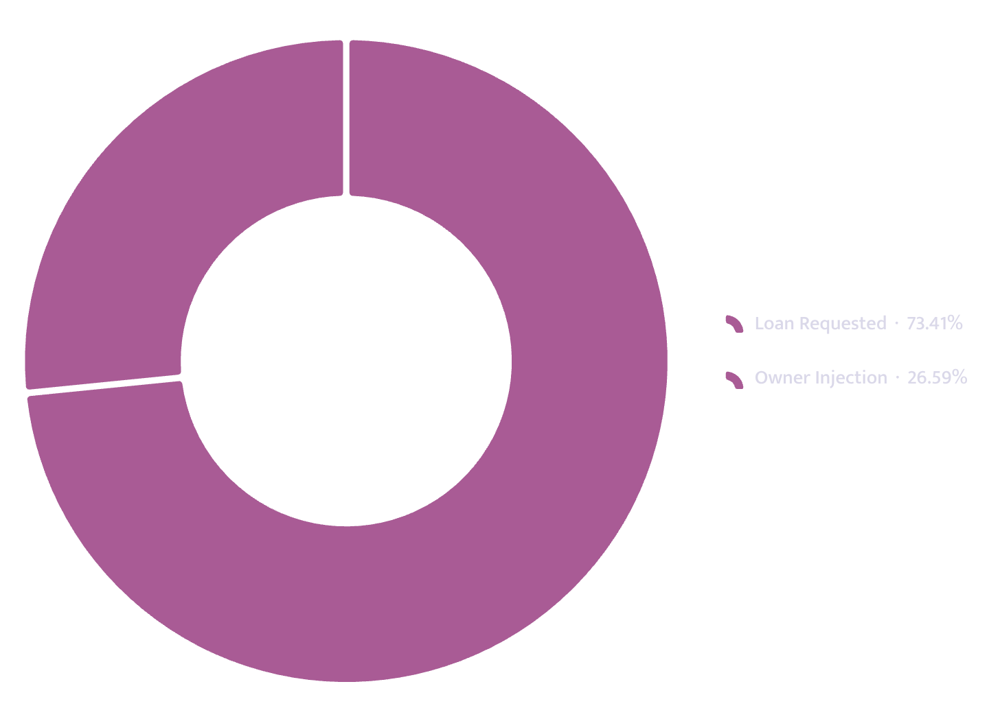 Loan Requested · 73.41%
Owner Injection · 26.59%